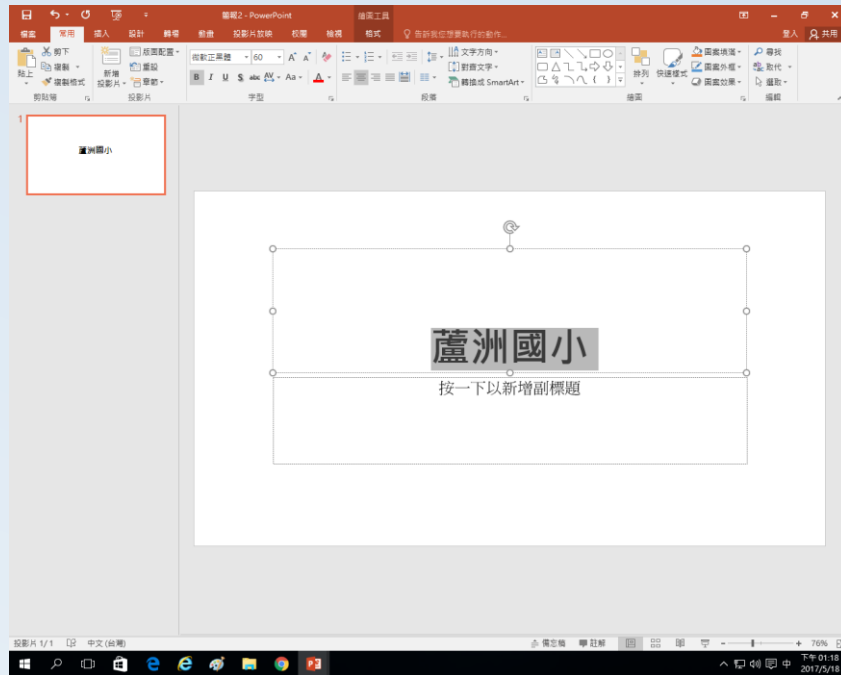 簡報2 - PowerPoint
繪圖工具
檔案 常用 插入 設計 轉場 動畫 投影片放映 校閱 檢視 格式 告訴我您想要執行的動作... 登入 共用
貼上
剪下
複製
複製格式
剪貼簿
新增
投影片
版面配置
重設
章節
投影片
微軟正黑體 60
B I U S abc AV Aa A
字型
文字方向
對齊文字
轉換成 SmartArt
段落
排列
快速樣式
圖案填滿
圖案外框
圖案效果
繪圖
尋找
取代
選取
編輯
1
蘆洲國小
蘆洲國小
按一下以新增副標題
投影片 1/1 中文 (台灣) 備忘稿 註解 76%
中 下午 01:18
2017/5/18